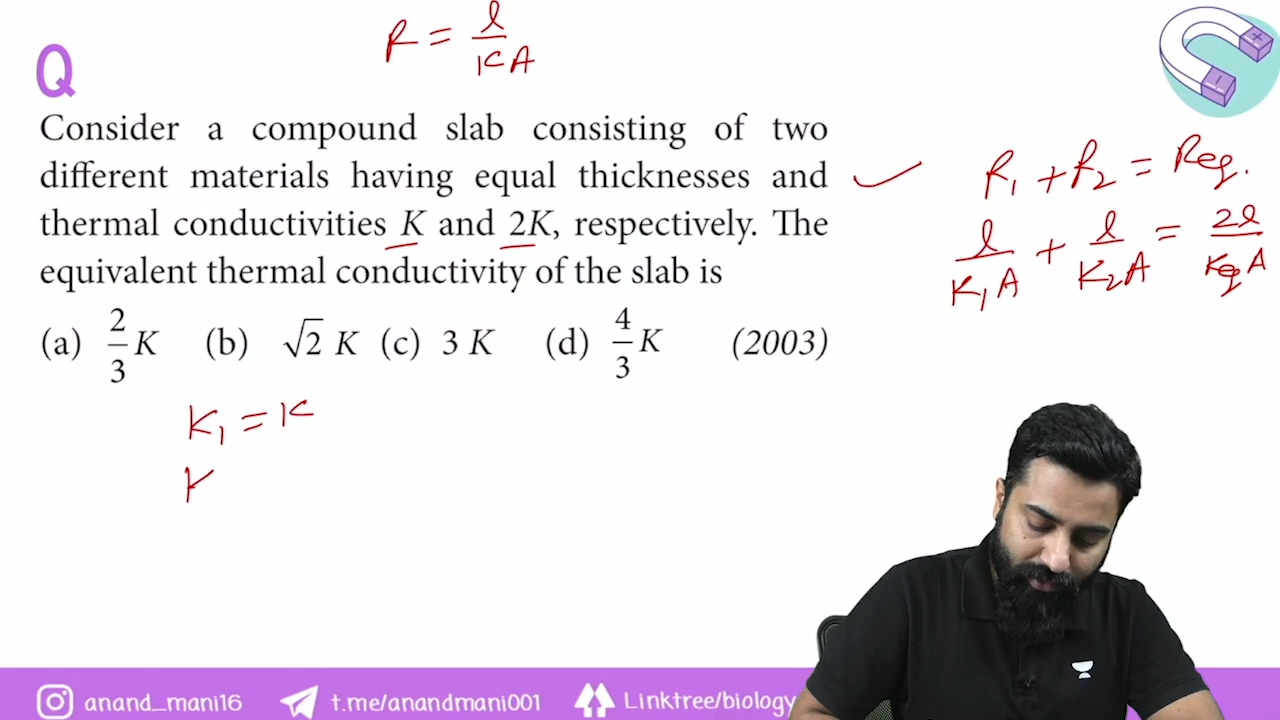 R = l / KA
Q
Consider a compound slab consisting of two
different materials having equal thicknesses and
thermal conductivities K and 2K, respectively. The
equivalent thermal conductivity of the slab is
(a) 2/3 K (b) √2 K (c) 3 K (d) 4/3 K (2003)
R₁ + R₂ = Req.
l/K₁A + l/K₂A = 2l/KeqA
K₁ = K
K
anand_mani16
t.me/anandmani001
Linktree/biology